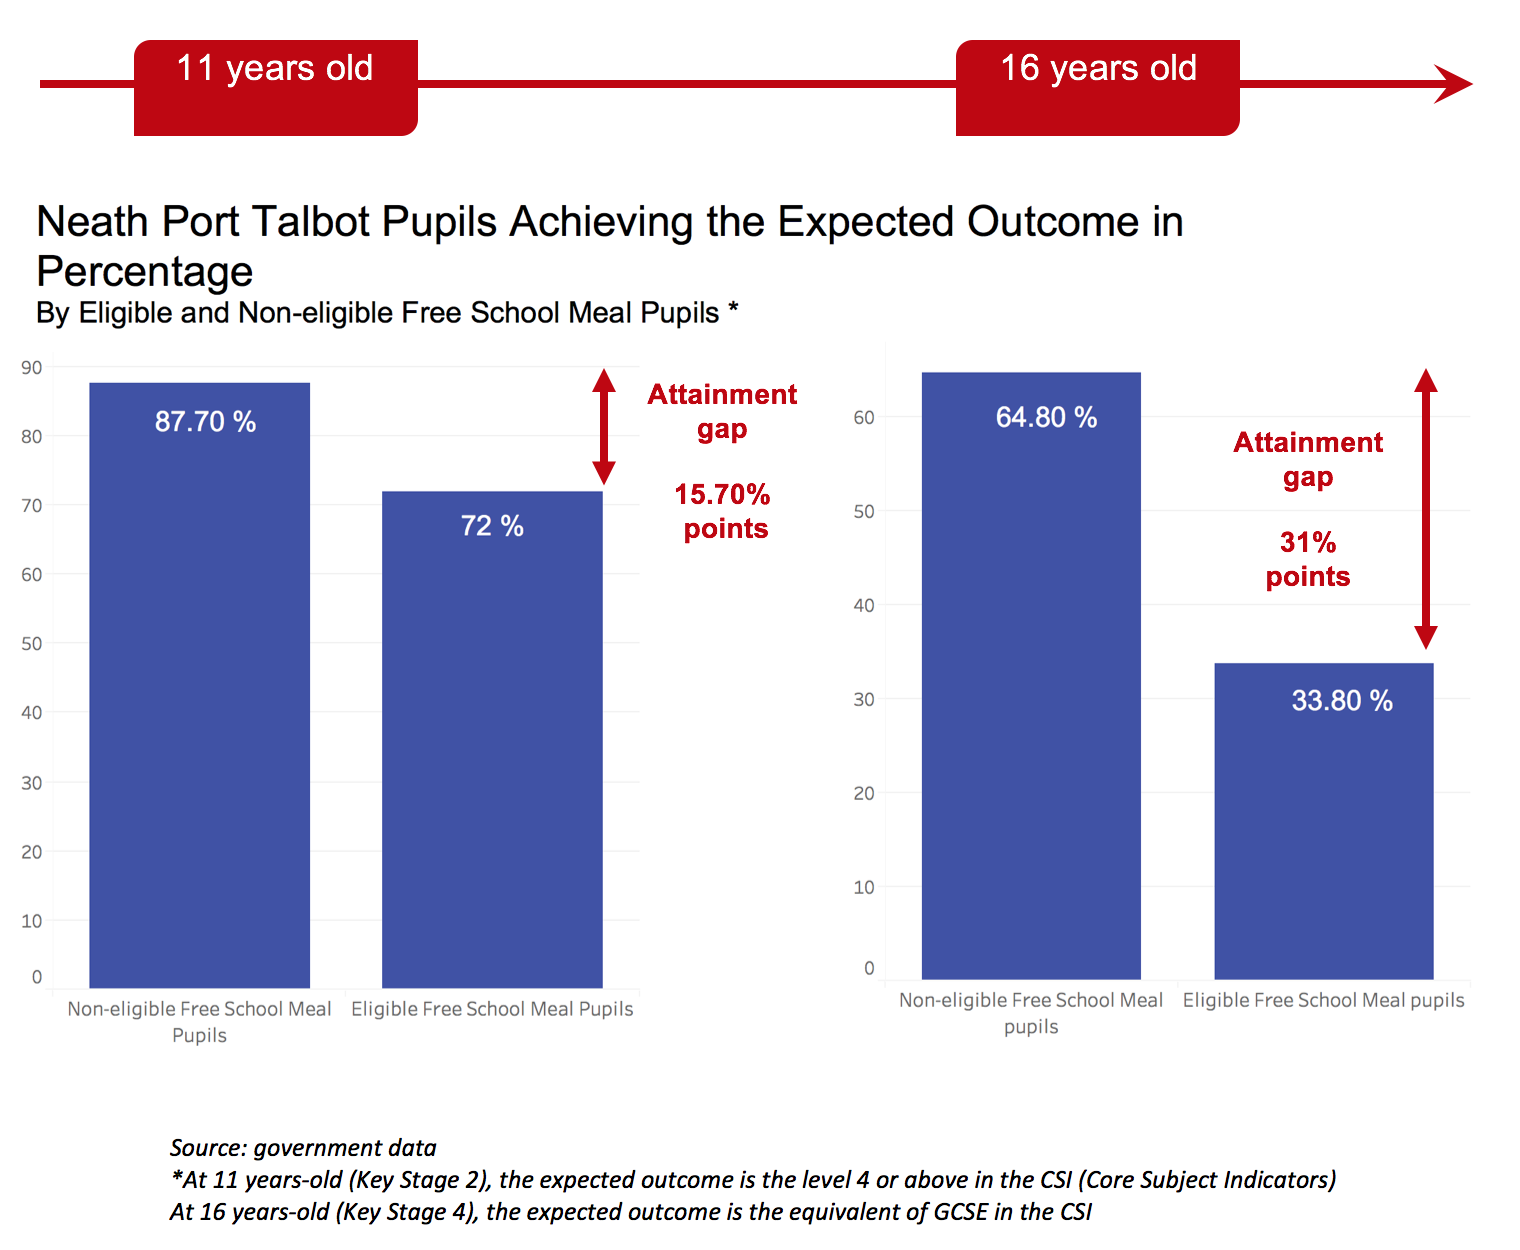 11 years old
16 years old
Neath Port Talbot Pupils Achieving the Expected Outcome in
Percentage
By Eligible and Non-eligible Free School Meal Pupils *
90
80
70
60
50
40
30
20
10
0
87.70 %
72 %
Attainment
gap
15.70%
points
Non-eligible Free School Meal
Pupils
Eligible Free School Meal Pupils
60
50
40
30
20
10
0
64.80 %
33.80 %
Attainment
gap
31%
points
Non-eligible Free School Meal
pupils
Eligible Free School Meal pupils
Source: government data
*At 11 years-old (Key Stage 2), the expected outcome is the level 4 or above in the CSI (Core Subject Indicators)
At 16 years-old (Key Stage 4), the expected outcome is the equivalent of GCSE in the CSI